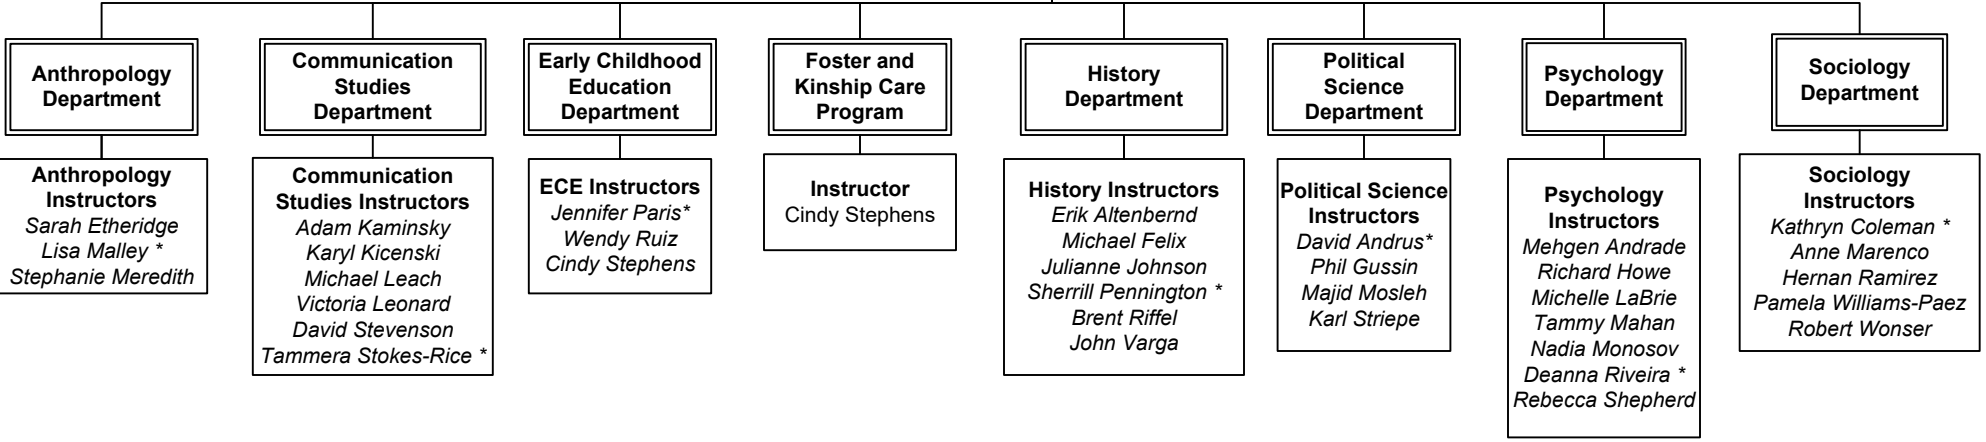 Anthropology
Department
Communication
Studies
Department
Early Childhood
Education
Department
Foster and
Kinship Care
Program
History
Department
Political
Science
Department
Psychology
Department
Sociology
Department
Anthropology
Instructors
Sarah Etheridge
Lisa Malley *
Stephanie Meredith
Communication
Studies Instructors
Adam Kaminsky
Karyl Kicenski
Michael Leach
Victoria Leonard
David Stevenson
Tammera Stokes-Rice *
ECE Instructors
Jennifer Paris*
Wendy Ruiz
Cindy Stephens
Instructor
Cindy Stephens
History Instructors
Erik Altenbernd
Michael Felix
Julianne Johnson
Sherrill Pennington *
Brent Riffel
John Varga
Political Science
Instructors
David Andrus*
Phil Gussin
Majid Mosleh
Karl Striepe
Psychology
Instructors
Mehgen Andrade
Richard Howe
Michelle LaBrie
Tammy Mahan
Nadia Monosov
Deanna Riveira *
Rebecca Shepherd
Sociology
Instructors
Kathryn Coleman *
Anne Marenco
Hernan Ramirez
Pamela Williams-Paez
Robert Wonser